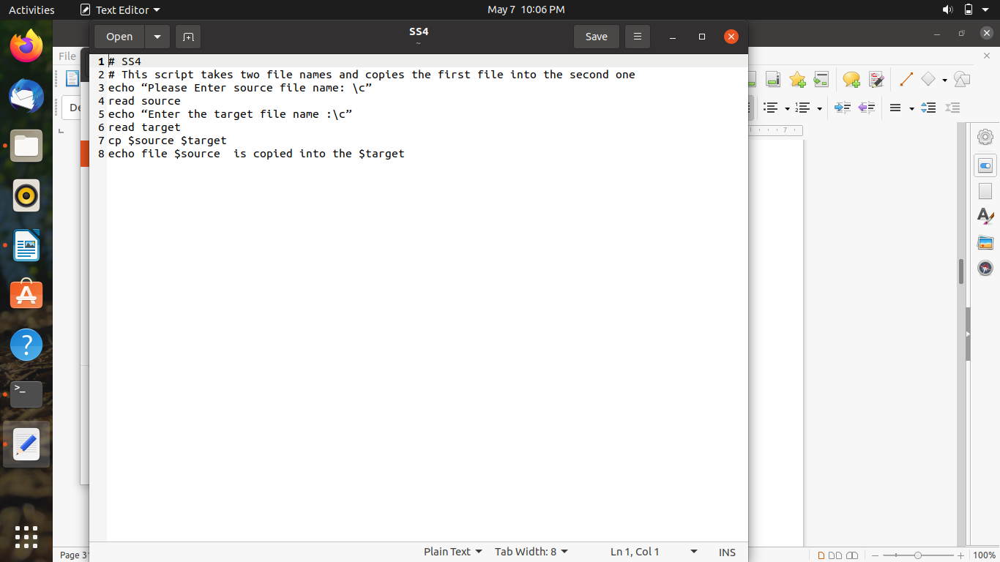 Activities Text Editor May 7 10:06 PM
Open SS4 Save
~
File
1 # SS4
2 # This script takes two file names and copies the first file into the second one
3 echo “Please Enter source file name: \c”
4 read source
5 echo “Enter the target file name :\c”
6 read target
7 cp $source $target
8 echo file $source  is copied into the $target
De
7
>_
?
Plain Text Tab Width: 8 Ln 1, Col 1 INS
Page 31 100%